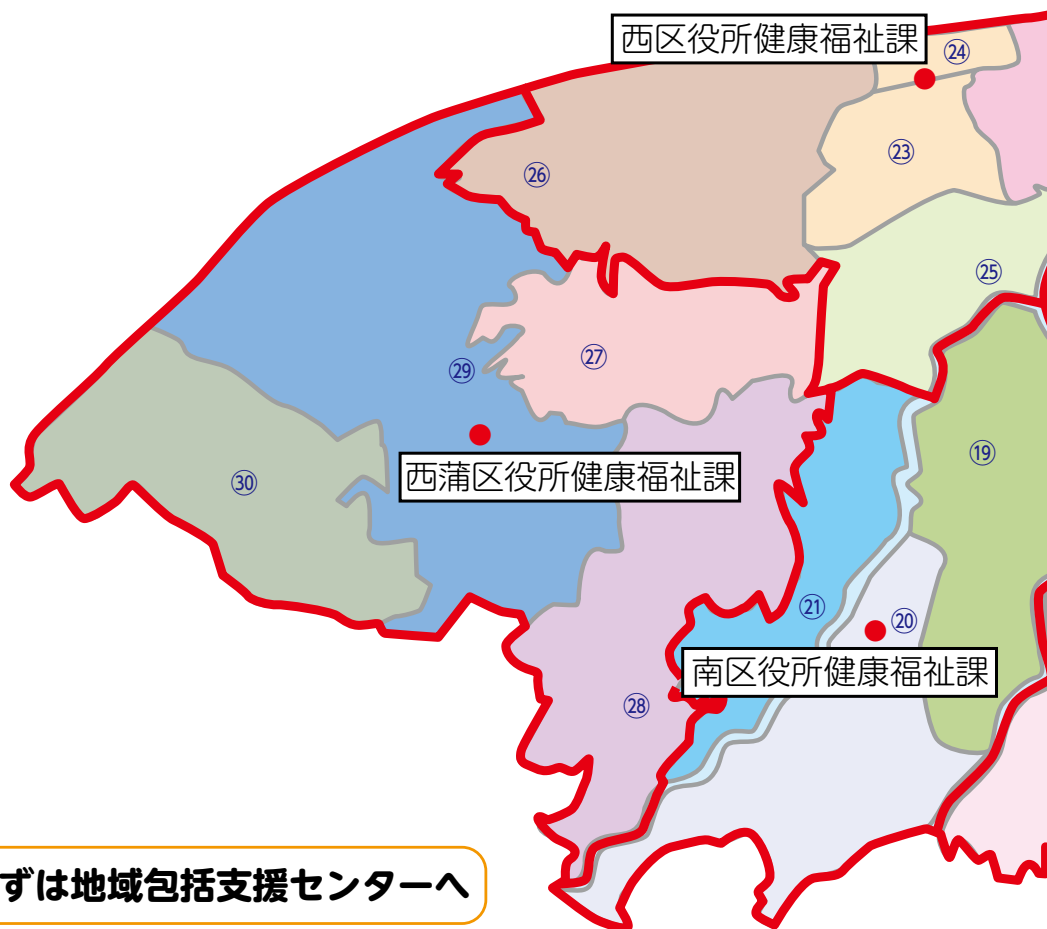 西区役所健康福祉課
㉔
㉓
㉖
㉕
㉗
㉙
⑲
㉚
西蒲区役所健康福祉課
㉑
⑳
南区役所健康福祉課
㉘
ずは地域包括支援センターへ